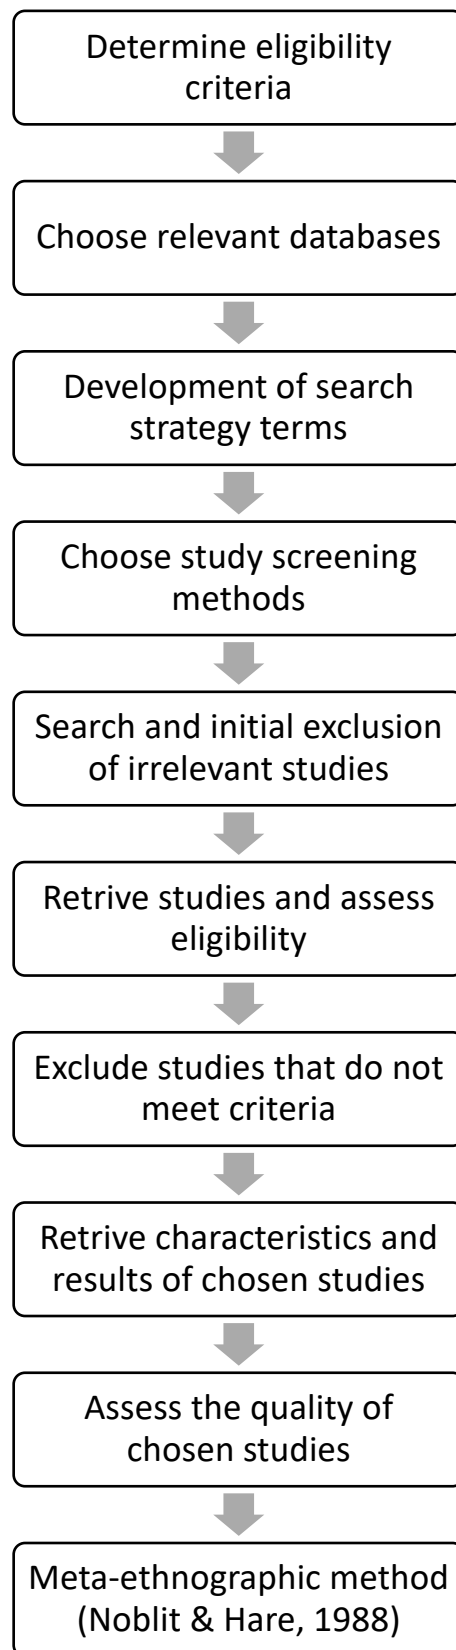 Determine eligibility
criteria
Choose relevant databases
Development of search
strategy terms
Choose study screening
methods
Search and initial exclusion
of irrelevant studies
Retrive studies and assess
eligibility
Exclude studies that do not
meet criteria
Retrive characteristics and
results of chosen studies
Assess the quality of
chosen studies
Meta-ethnographic method
(Noblit & Hare, 1988)